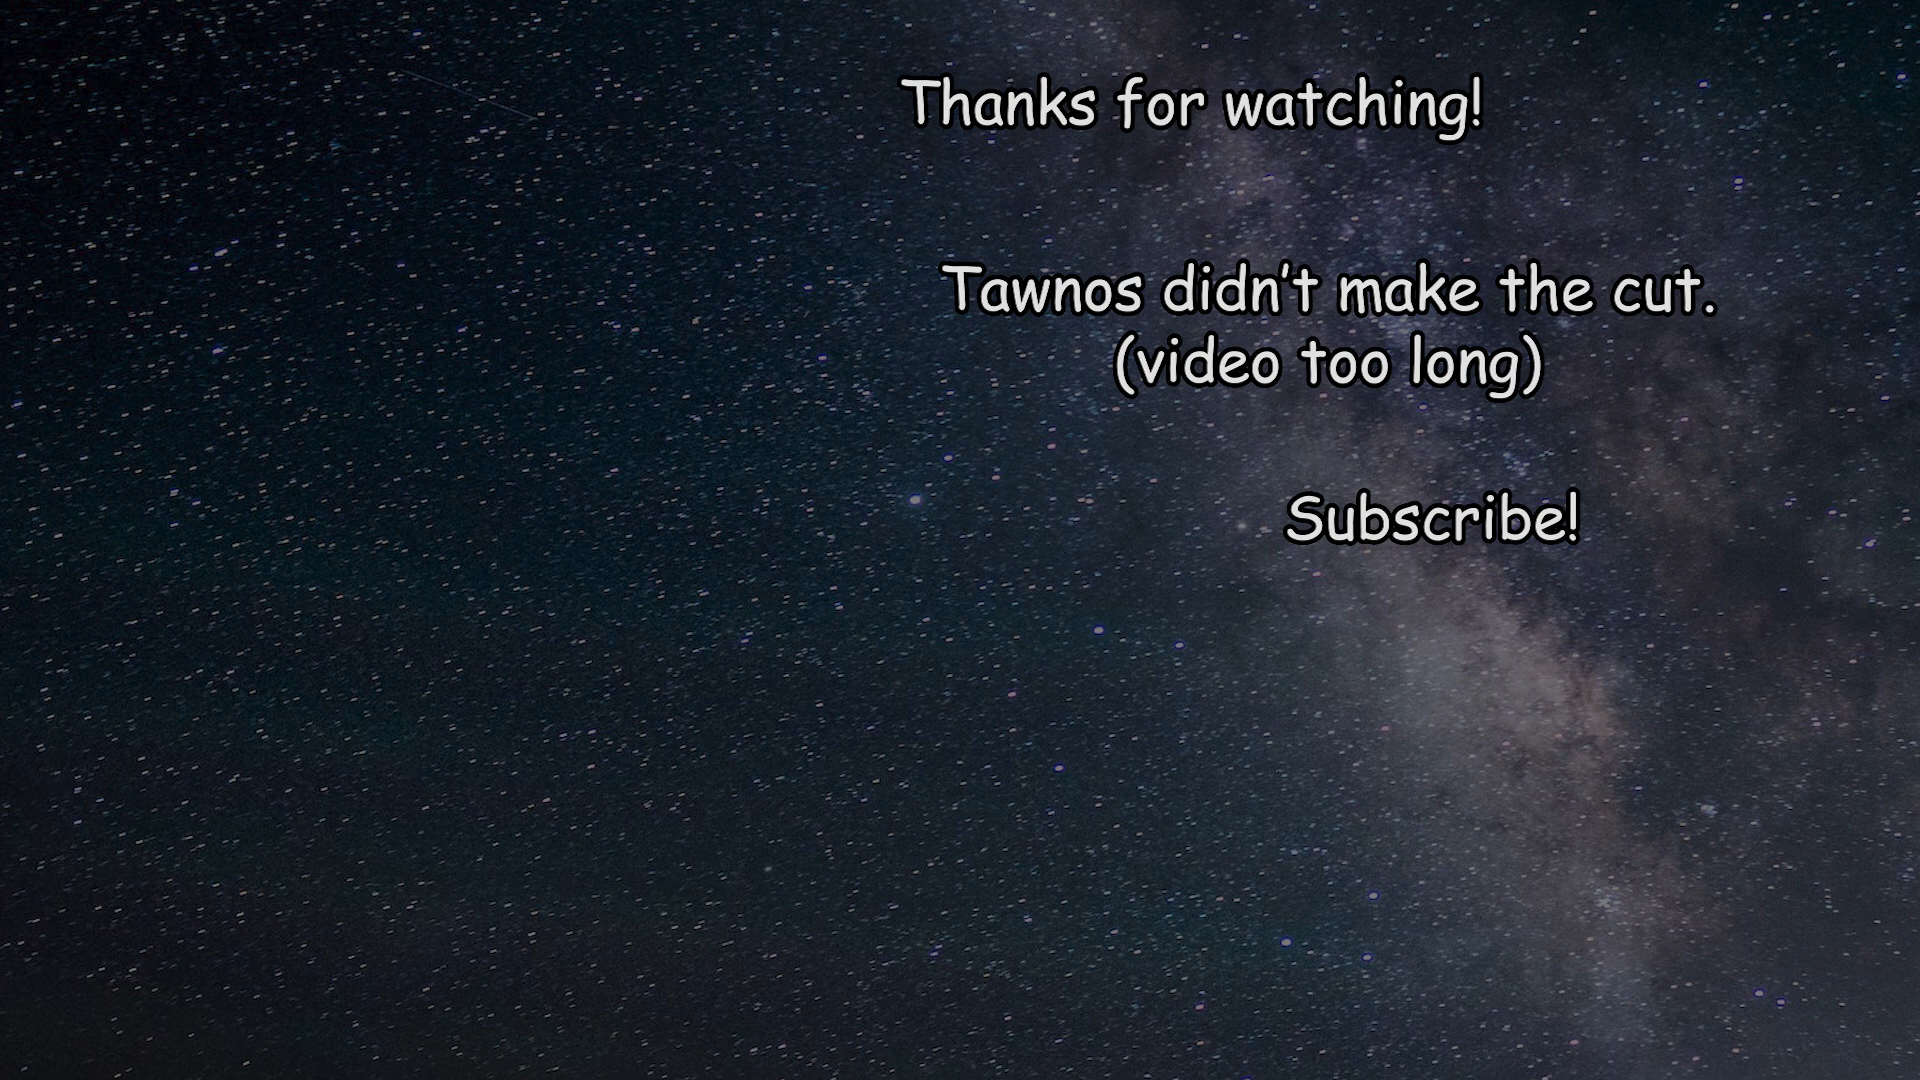 Thanks for watching!
Tawnos didn't make the cut.
(video too long)
Subscribe!